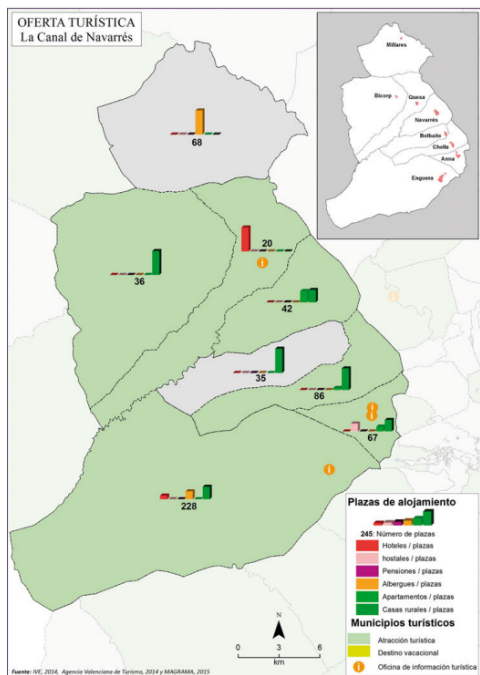 OFERTA TURÍSTICA
La Canal de Navarrés
Millares
Bicorp
Quesa
Navarrés
Bolbaite
Chella
Anna
Enguera
68
20
36
42
35
86
67
228
Plazas de alojamiento
245: Número de plazas
Hoteles / plazas
hostales / plazas
Pensiones / plazas
Albergues / plazas
Apartamentos / plazas
Casas rurales / plazas
Municipios turísticos
Atracción turística
Destino vacacional
i Oficina de información turística
N
0 3 6
km
Fuente: IVE, 2014, Agencia Valenciana de Turismo, 2014 y MAGRAMA, 2015